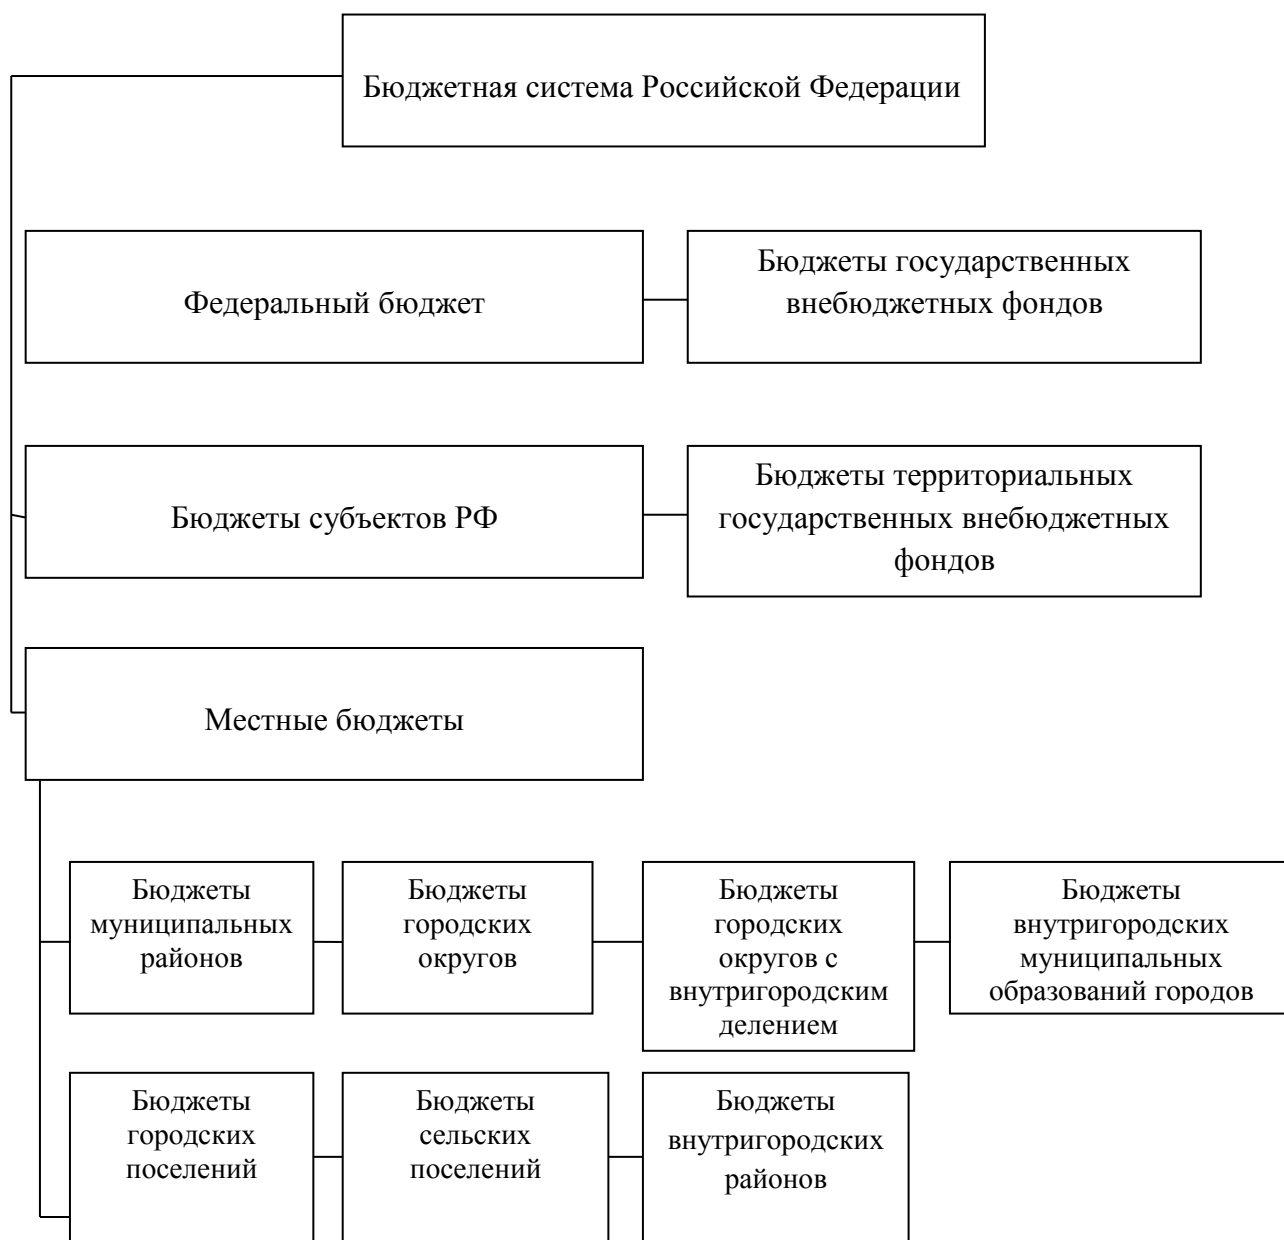 Бюджетная система Российской Федерации
Федеральный бюджет
Бюджеты государственных
внебюджетных фондов
Бюджеты субъектов РФ
Бюджеты территориальных
государственных внебюджетных
фондов
Местные бюджеты
Бюджеты
муниципальных
районов
Бюджеты
городских
округов
Бюджеты
городских
округов с
внутригородским
делением
Бюджеты
внутригородских
муниципальных
образований городов
Бюджеты
городских
поселений
Бюджеты
сельских
поселений
Бюджеты
внутригородских
районов